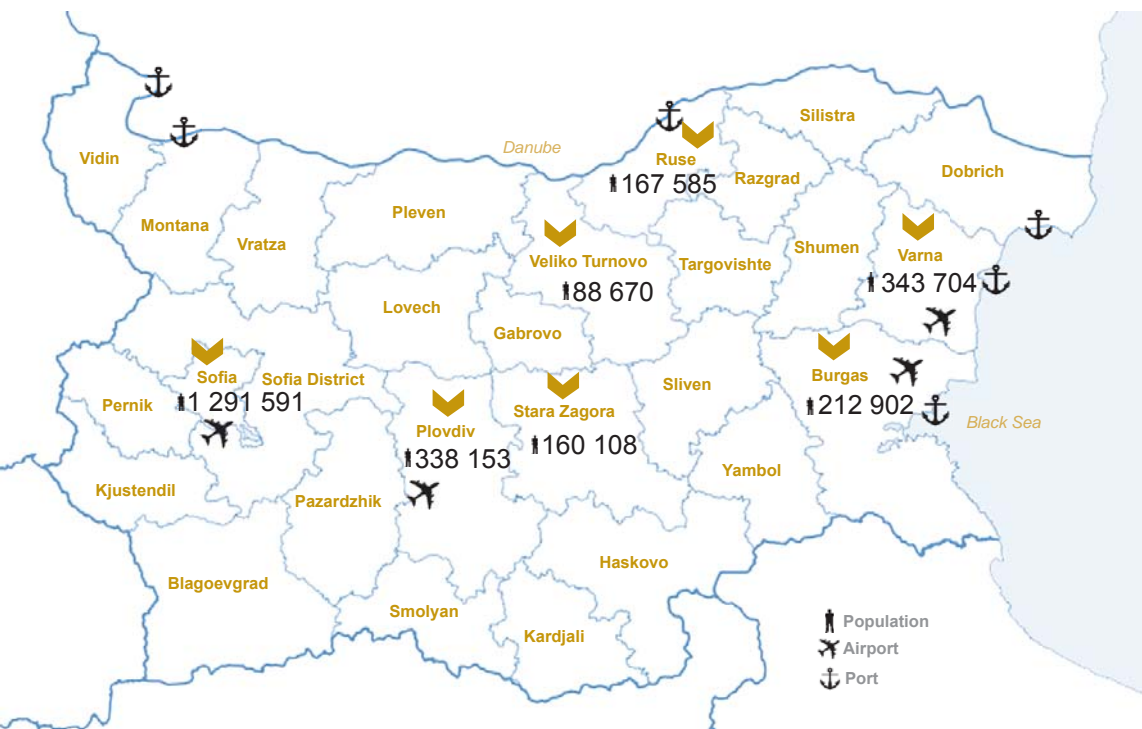 Silistra
Danube
Vidin
Ruse
Dobrich
Razgrad
167 585
Pleven
Montana
Vratza
Shumen
Varna
Veliko Turnovo
Targovishte
343 704
88 670
Lovech
Gabrovo
Sofia
Sofia District
Burgas
Sliven
Pernik
1 291 591
Stara Zagora
212 902
Black Sea
Plovdiv
160 108
338 153
Yambol
Kjustendil
Pazardzhik
Haskovo
Blagoevgrad
Smolyan
Kardjali
Population
Airport
Port